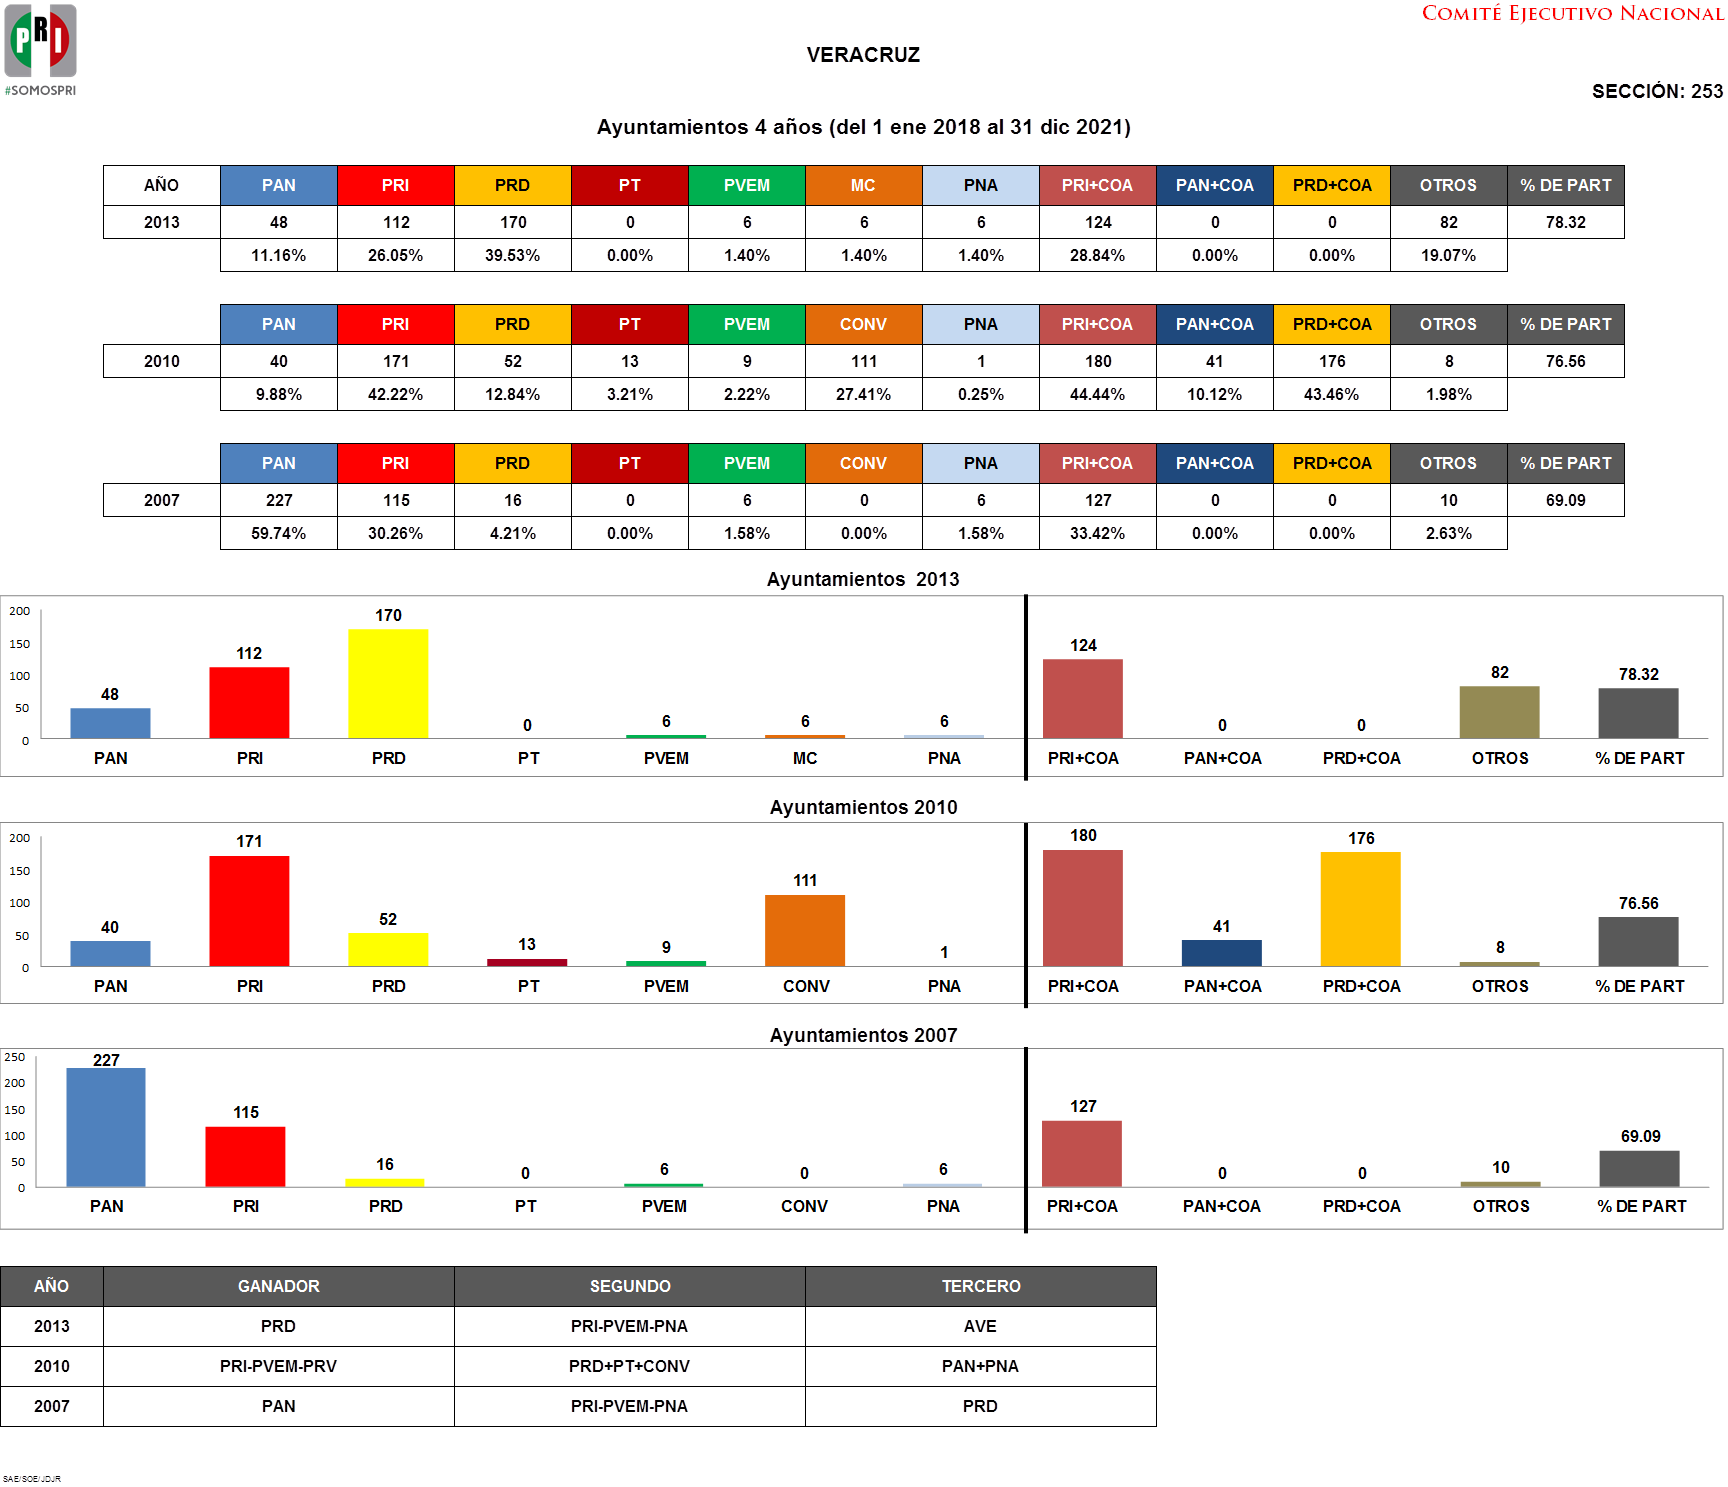 PRI
#SOMOSPRI
COMITÉ EJECUTIVO NACIONAL
VERACRUZ
SECCIÓN: 253
Ayuntamientos 4 años (del 1 ene 2018 al 31 dic 2021)
AÑO PAN PRI PRD PT PVEM MC PNA PRI+COA PAN+COA PRD+COA OTROS % DE PART
2013 48 112 170 0 6 6 6 124 0 0 82 78.32
11.16% 26.05% 39.53% 0.00% 1.40% 1.40% 1.40% 28.84% 0.00% 0.00% 19.07%
PAN PRI PRD PT PVEM CONV PNA PRI+COA PAN+COA PRD+COA OTROS % DE PART
2010 40 171 52 13 9 111 1 180 41 176 8 76.56
9.88% 42.22% 12.84% 3.21% 2.22% 27.41% 0.25% 44.44% 10.12% 43.46% 1.98%
PAN PRI PRD PT PVEM CONV PNA PRI+COA PAN+COA PRD+COA OTROS % DE PART
2007 227 115 16 0 6 0 6 127 0 0 10 69.09
59.74% 30.26% 4.21% 0.00% 1.58% 0.00% 1.58% 33.42% 0.00% 0.00% 2.63%
Ayuntamientos 2013
200
150
100
50
0
48 112 170 0 6 6 6 124 0 0 82 78.32
PAN PRI PRD PT PVEM MC PNA PRI+COA PAN+COA PRD+COA OTROS % DE PART
Ayuntamientos 2010
200
150
100
50
0
40 171 52 13 9 111 1 180 41 176 8 76.56
PAN PRI PRD PT PVEM CONV PNA PRI+COA PAN+COA PRD+COA OTROS % DE PART
Ayuntamientos 2007
250
200
150
100
50
0
227 115 16 0 6 0 6 127 0 0 10 69.09
PAN PRI PRD PT PVEM CONV PNA PRI+COA PAN+COA PRD+COA OTROS % DE PART
AÑO GANADOR SEGUNDO TERCERO
2013 PRD PRI-PVEM-PNA AVE
2010 PRI-PVEM-PRV PRD+PT+CONV PAN+PNA
2007 PAN PRI-PVEM-PNA PRD
SAE/SOE/JDJR